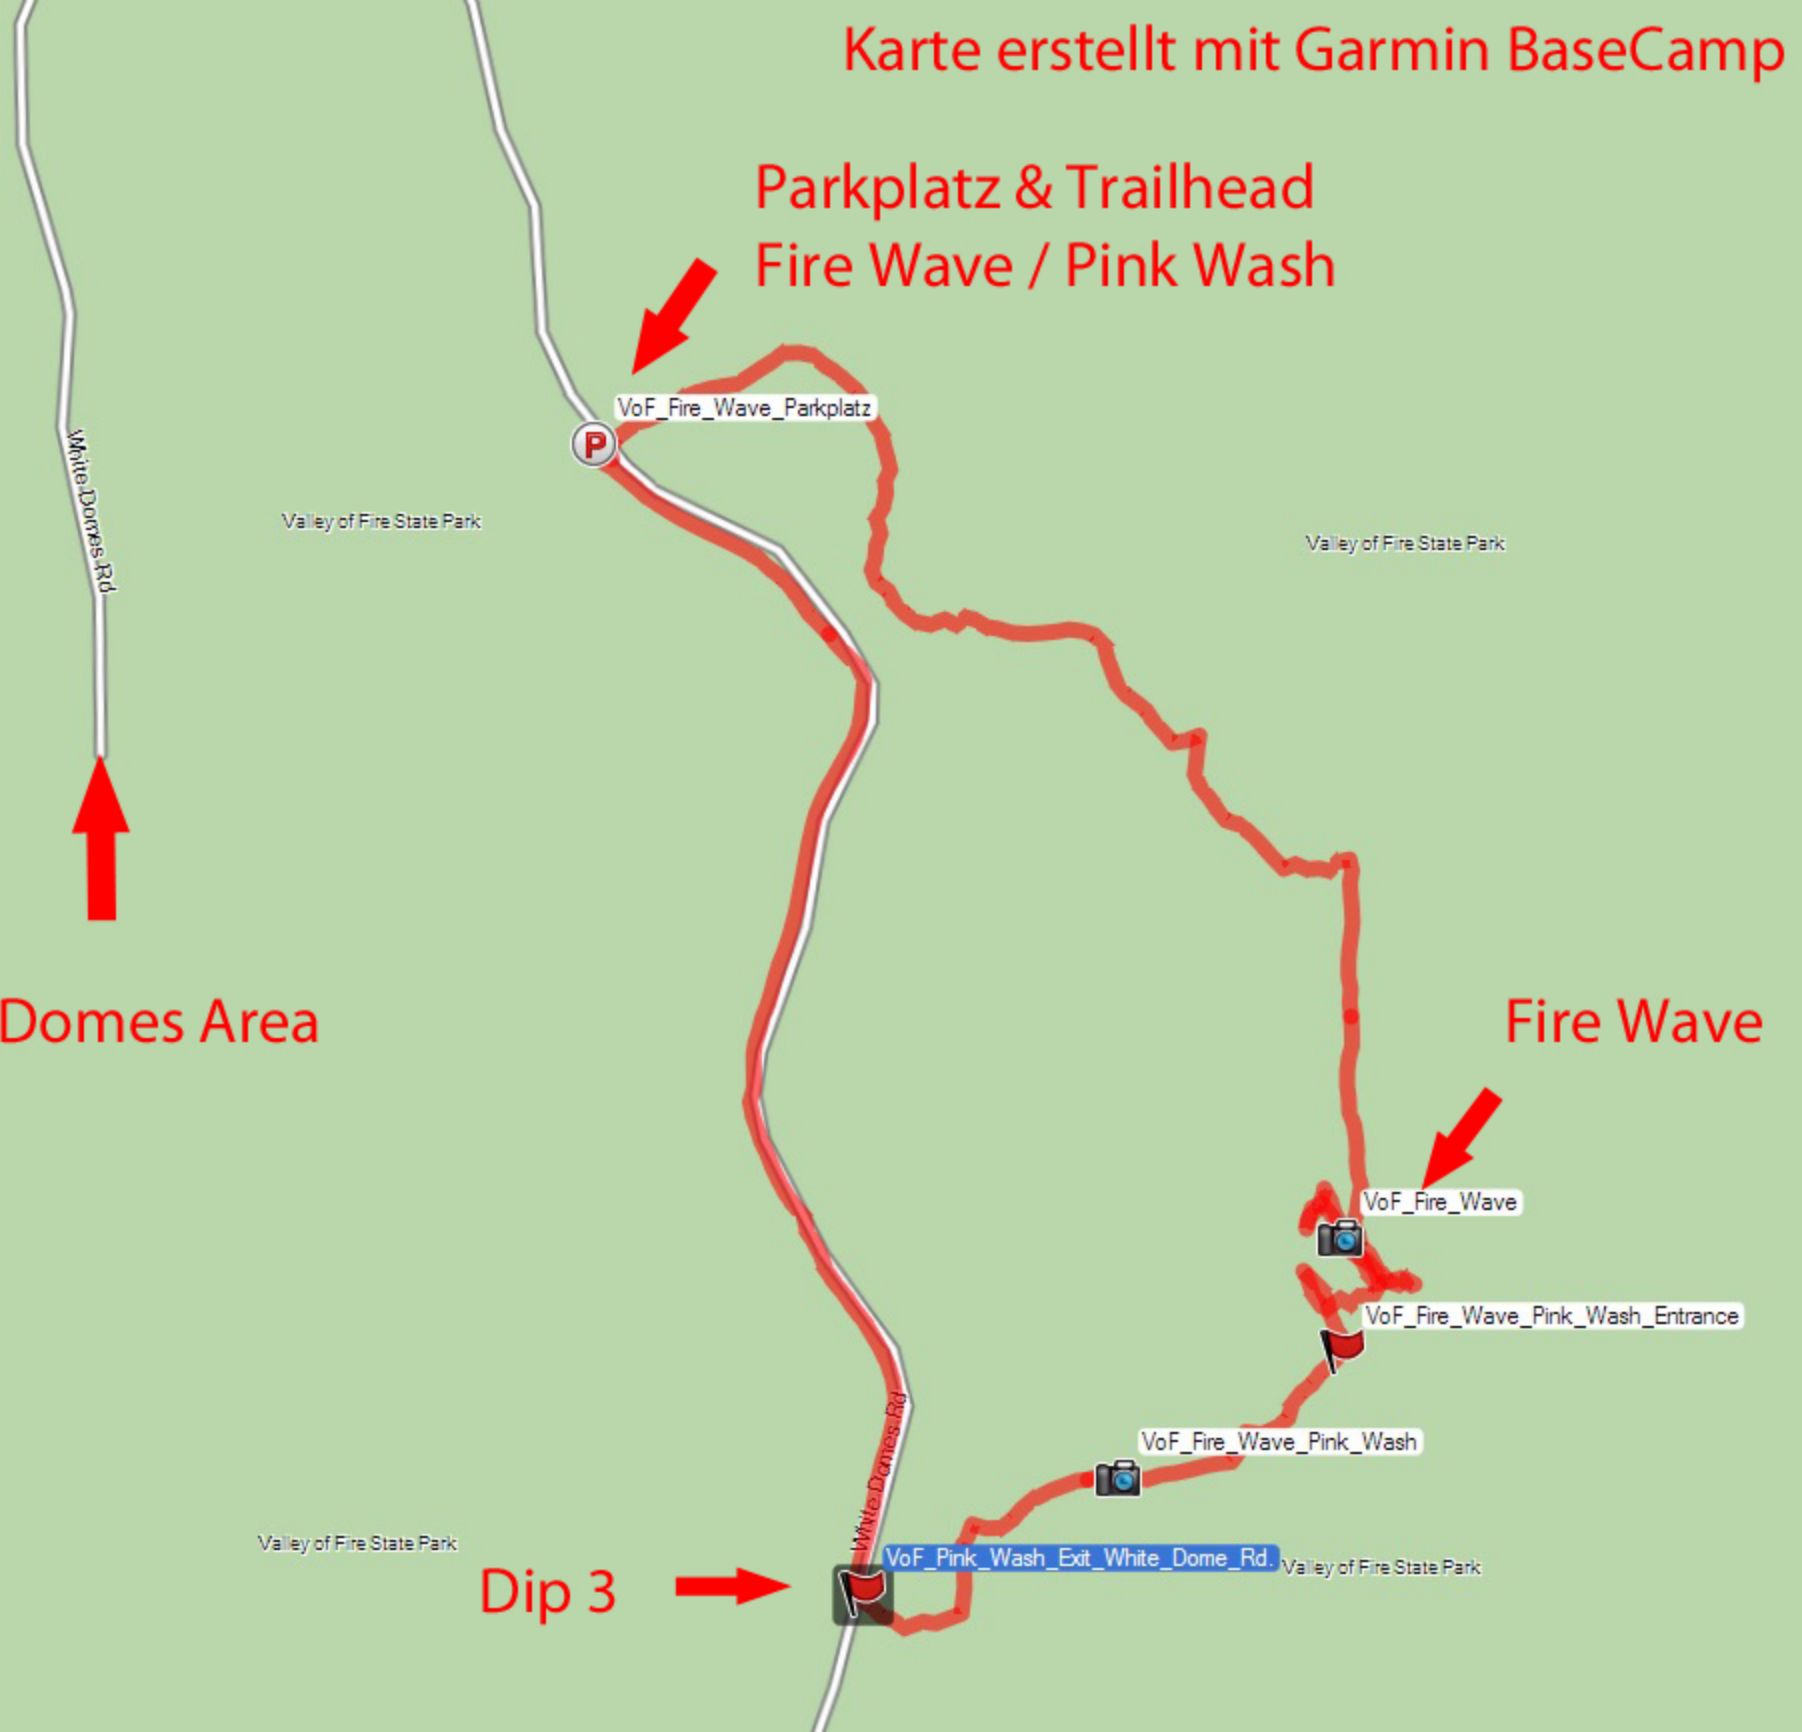 Karte erstellt mit Garmin BaseCamp
Parkplatz & Trailhead
Fire Wave / Pink Wash
VoF_Fire_Wave_Parkplatz
P
White Domes Rd
Valley of Fire State Park
Valley of Fire State Park
Domes Area
Fire Wave
VoF_Fire_Wave
VoF_Fire_Wave_Pink_Wash_Entrance
VoF_Fire_Wave_Pink_Wash
White Domes Rd
Valley of Fire State Park
VoF_Pink_Wash_Exit_White_Dome_Rd.
Valley of Fire State Park
Dip 3